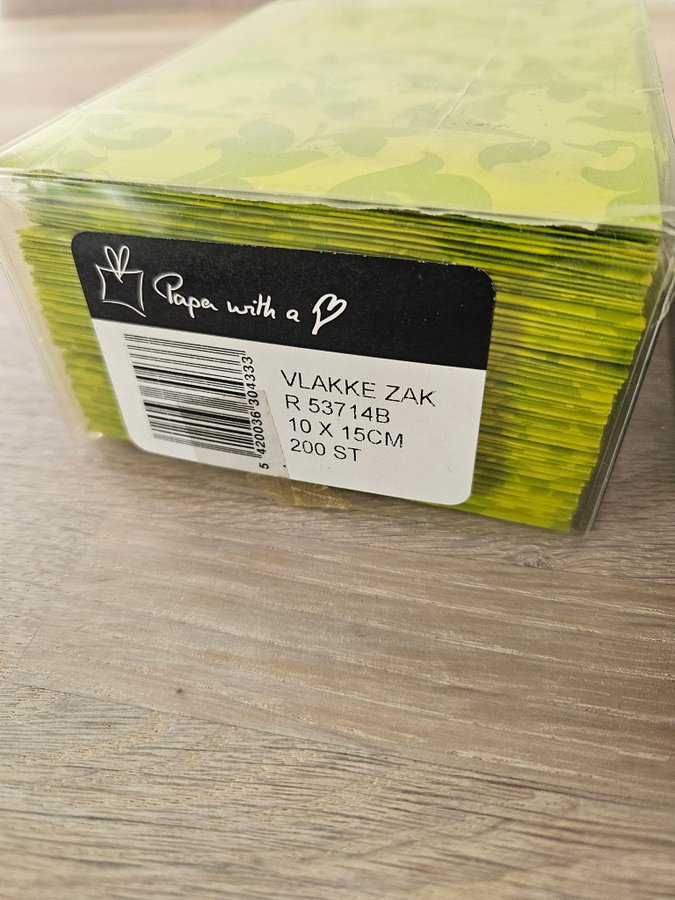 Paper with a
VLAKKE ZAK
R 53714B
10 X 15CM
200 ST
5 420036 304333